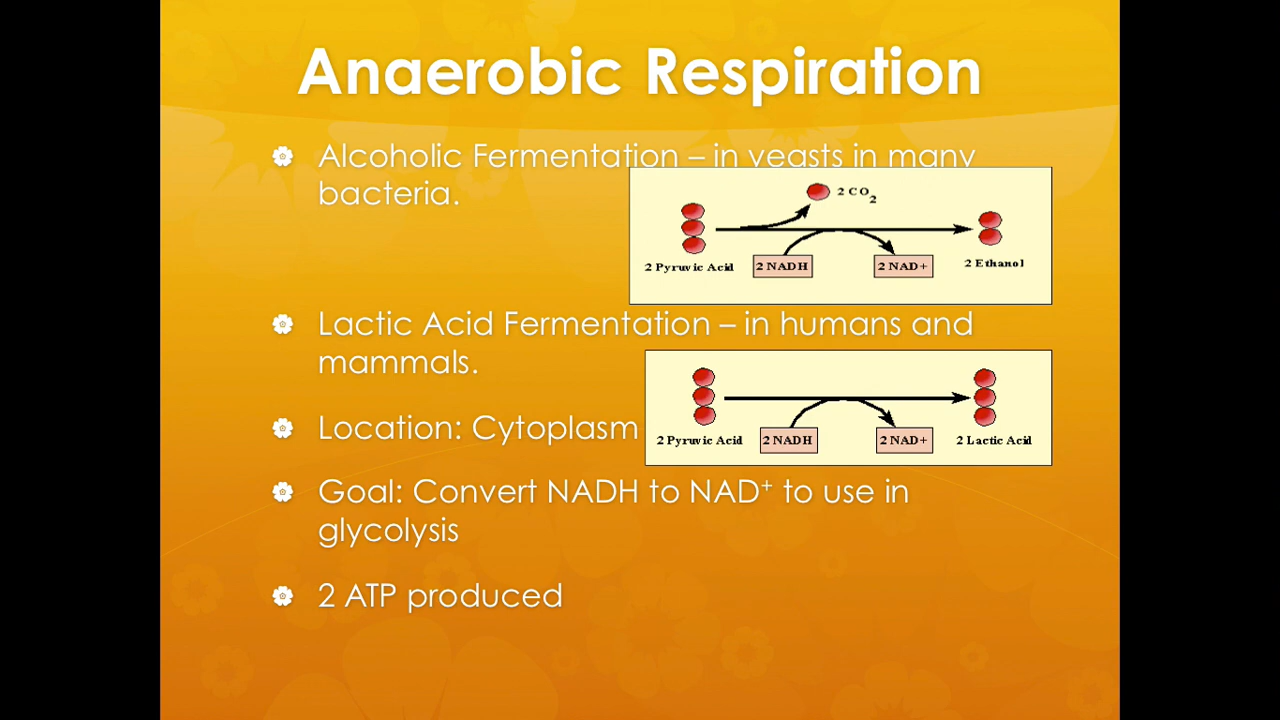 Anaerobic Respiration
Alcoholic Fermentation – in yeasts in many
bacteria.
2 CO2
2 Pyruvic Acid
2 NADH
2 NAD+
2 Ethanol
Lactic Acid Fermentation – in humans and
mammals.
2 Pyruvic Acid
2 NADH
2 NAD+
2 Lactic Acid
Location: Cytoplasm
Goal: Convert NADH to NAD⁺ to use in
glycolysis
2 ATP produced